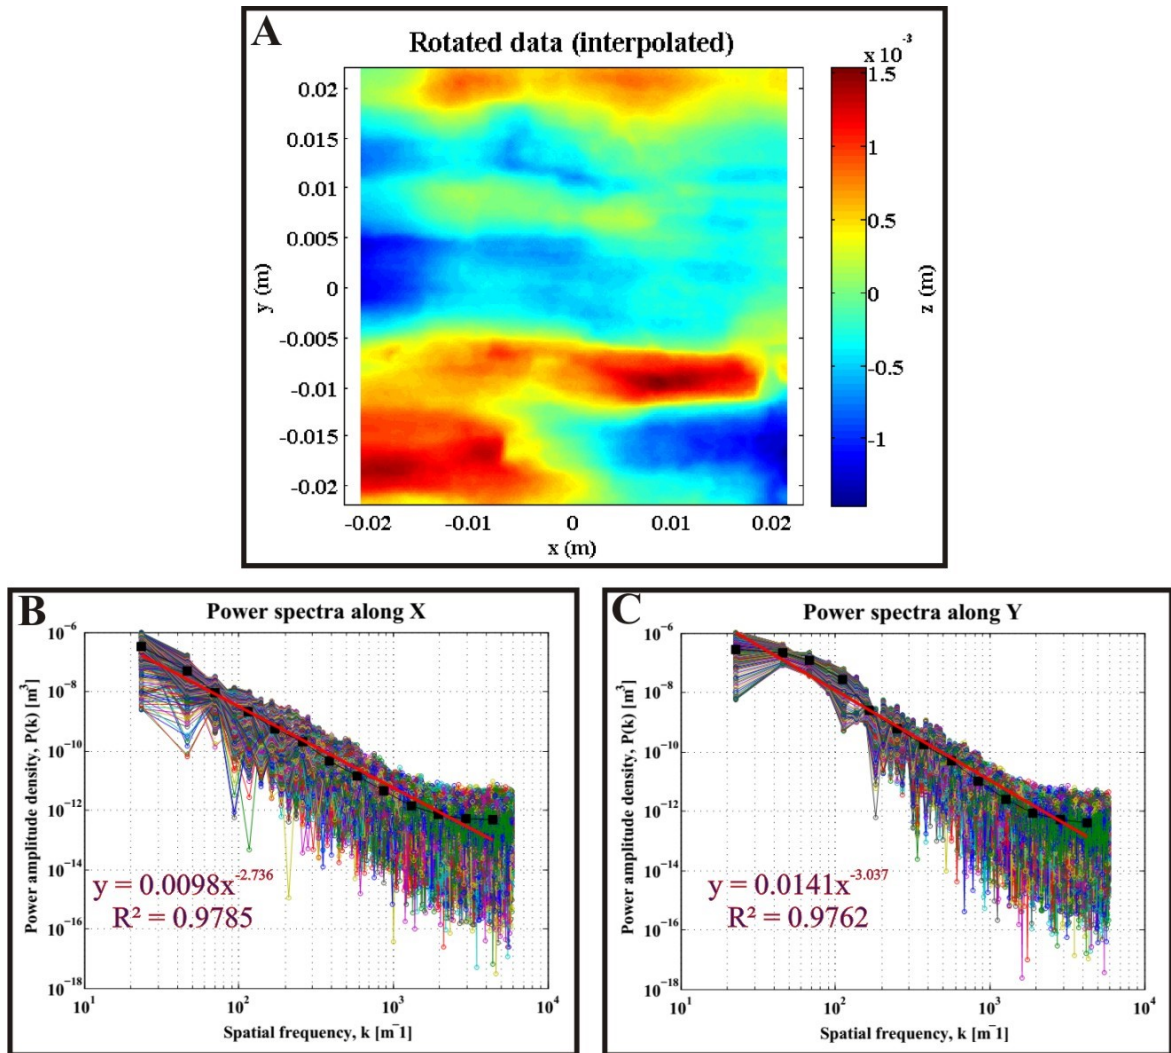 A
Rotated data (interpolated)
x 10⁻³
0.02
0.015
0.01
0.005
0
-0.005
-0.01
-0.015
-0.02
y (m)
-0.02 -0.01 0 0.01 0.02
x (m)
1.5
1
0.5
0
-0.5
-1
z (m)
B
Power spectra along X
10⁻⁶
10⁻⁸
10⁻¹⁰
10⁻¹²
10⁻¹⁴
10⁻¹⁶
10⁻¹⁸
Power amplitude density, P(k) [m³]
y = 0.0098x⁻²·⁷³⁶
R² = 0.9785
10¹ 10² 10³ 10⁴
Spatial frequency, k [m¯1]
C
Power spectra along Y
10⁻⁶
10⁻⁸
10⁻¹⁰
10⁻¹²
10⁻¹⁴
10⁻¹⁶
10⁻¹⁸
Power amplitude density, P(k) [m³]
y = 0.0141x⁻³·⁰³⁷
R² = 0.9762
10¹ 10² 10³ 10⁴
Spatial frequency, k [m¯1]